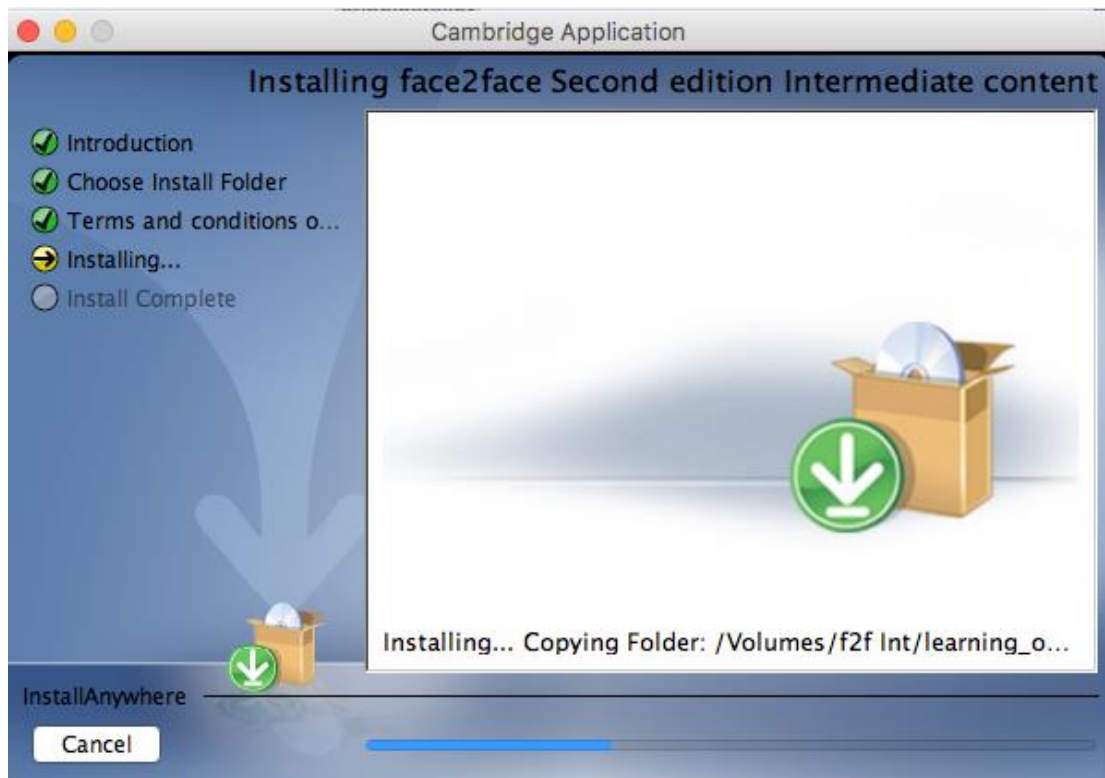 Cambridge Application
Installing face2face Second edition Intermediate content
Introduction
Choose Install Folder
Terms and conditions o...
Installing...
Install Complete
Installing... Copying Folder: /Volumes/f2f Int/learning_o...
InstallAnywhere
Cancel